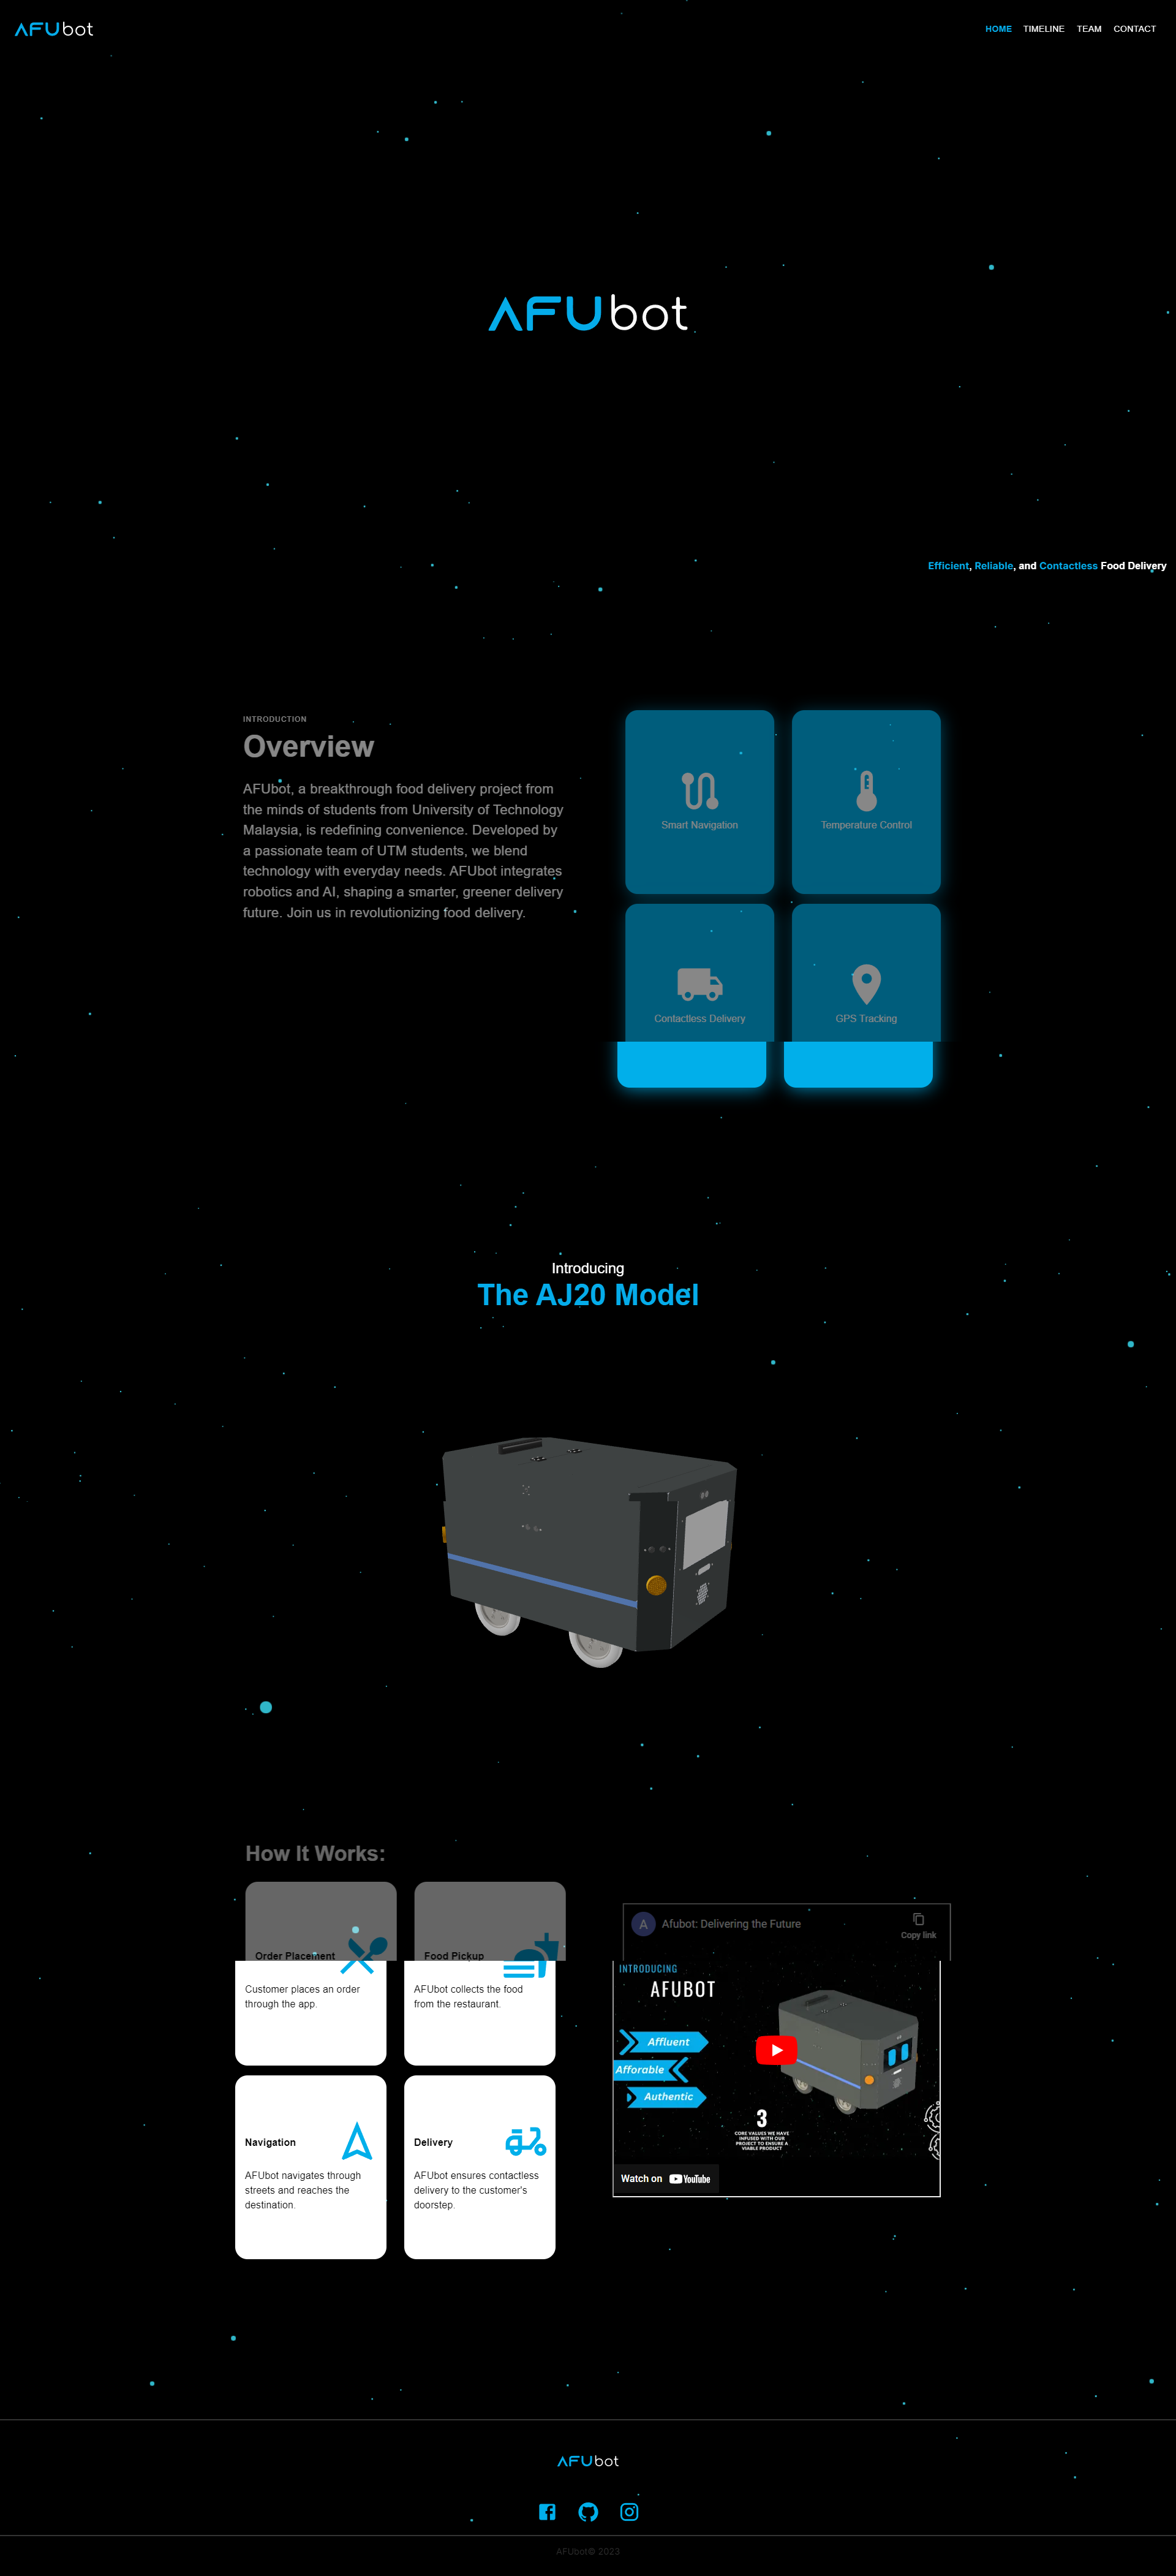 AFUbot
HOME TIMELINE TEAM CONTACT
AFUbot
Efficient, Reliable, and Contactless Food Delivery
INTRODUCTION
Overview
AFUbot, a breakthrough food delivery project from
the minds of students from University of Technology
Malaysia, is redefining convenience. Developed by
a passionate team of UTM students, we blend
technology with everyday needs. AFUbot integrates
robotics and AI, shaping a smarter, greener delivery
future. Join us in revolutionizing food delivery.
Smart Navigation
Temperature Control
Contactless Delivery
GPS Tracking
Introducing
The AJ20 Model
How It Works:
Order Placement
Customer places an order
through the app.
Food Pickup
AFUbot collects the food
from the restaurant.
Navigation
AFUbot navigates through
streets and reaches the
destination.
Delivery
AFUbot ensures contactless
delivery to the customer's
doorstep.
A
Afubot: Delivering the Future
Copy link
INTRODUCING
AFUBOT
Affluent
Afforable
Authentic
3
CORE VALUES WE HAVE
INFUSED WITH OUR
PROJECT TO ENSURE A
VIABLE PRODUCT
Watch on YouTube
AFUbot
AFUbot© 2023